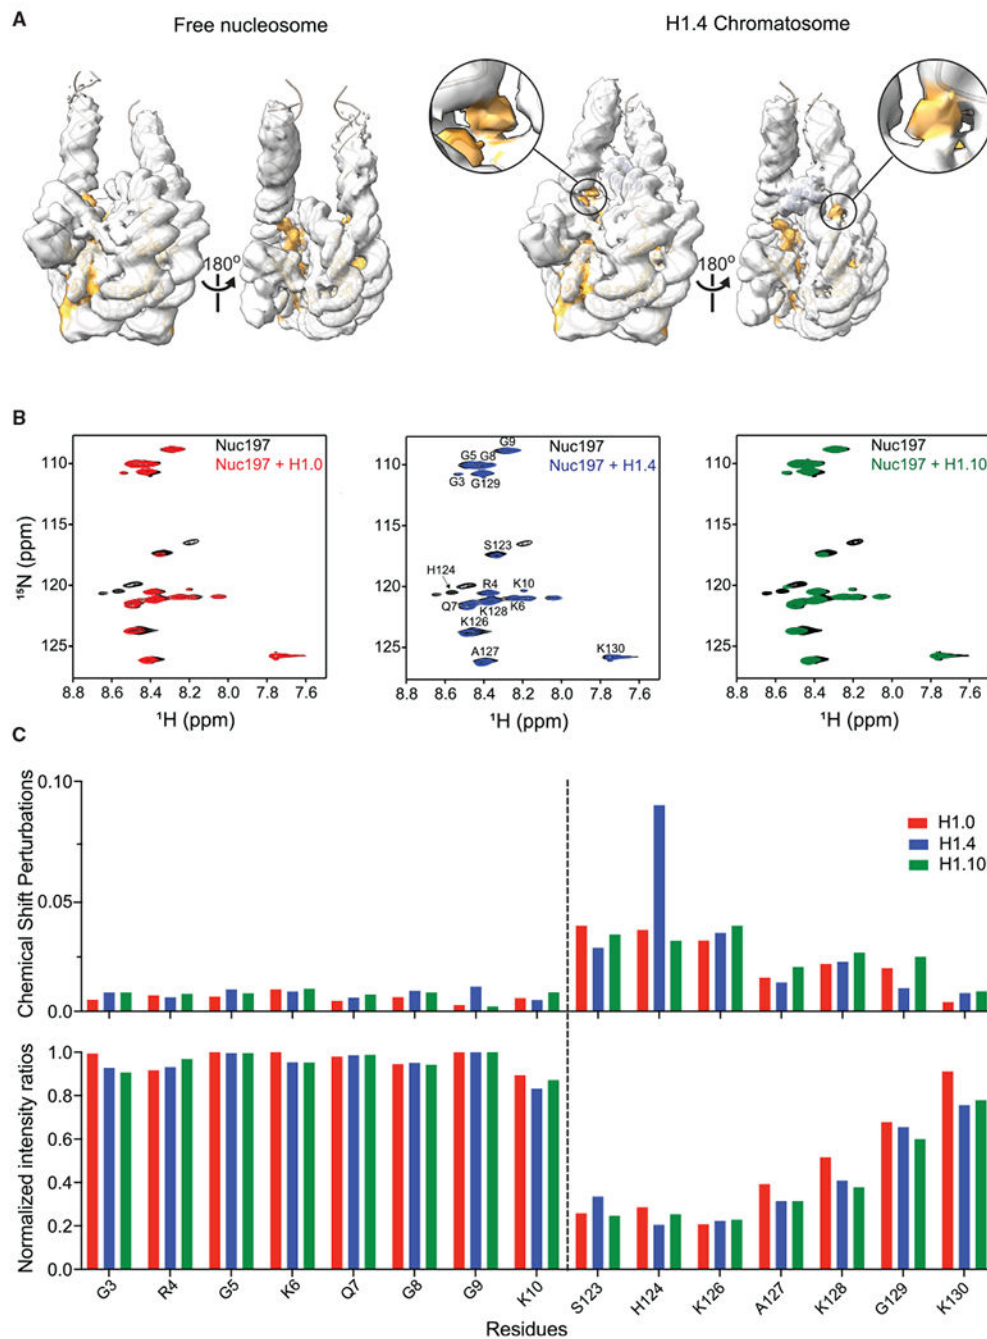 A
Free nucleosome
H1.4 Chromatosome
180°
180°
B
Nuc197
Nuc197 + H1.0
110
115
120
125
8.8 8.6 8.4 8.2 8.0 7.8 7.6
¹⁵N (ppm)
¹H (ppm)
Nuc197
Nuc197 + H1.4
G9
G5 G8
G3
G129
S123
H124
R4
K10
Q7
K128
K6
K126
A127
K130
110
115
120
125
8.8 8.6 8.4 8.2 8.0 7.8 7.6
¹H (ppm)
Nuc197
Nuc197 + H1.10
110
115
120
125
8.8 8.6 8.4 8.2 8.0 7.8 7.6
¹H (ppm)
C
Chemical Shift Perturbations
0.10
0.05
0.0
H1.0
H1.4
H1.10
Normalized intensity ratios
1.0
0.8
0.6
0.4
0.2
0.0
G3 R4 G5 K6 Q7 G8 G9 K10 S123 H124 K126 A127 K128 G129 K130
Residues